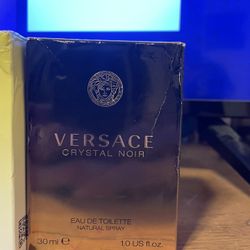 VERSACE
CRYSTAL NOIR
EAU DE TOILETTE
NATURAL SPRAY
30 ml e 1.0 US fl.oz.